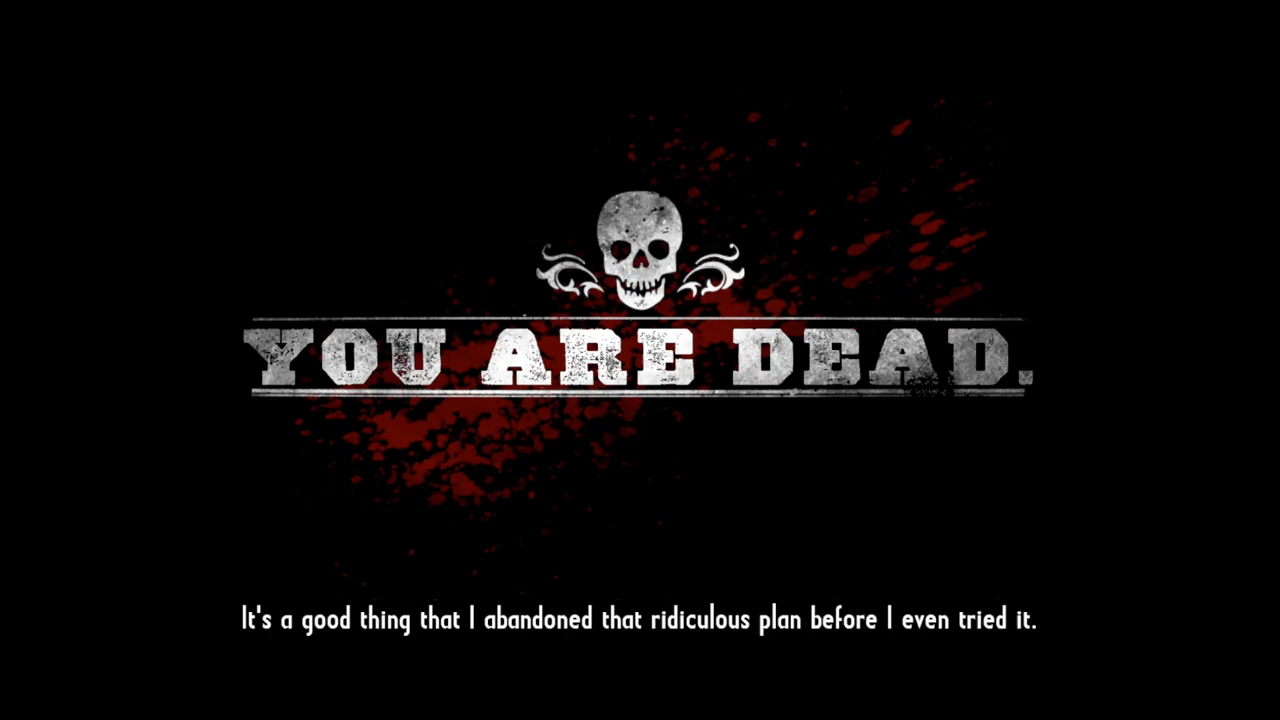 YOU ARE DEAD.
It's a good thing that I abandoned that ridiculous plan before I even tried it.